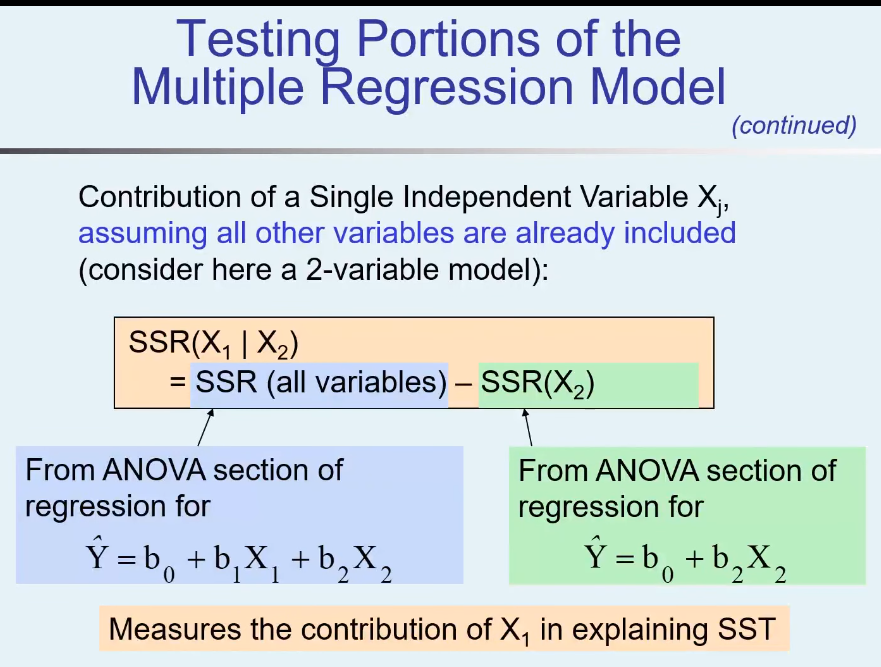 Testing Portions of the
Multiple Regression Model
(continued)
Contribution of a Single Independent Variable Xⱼ,
assuming all other variables are already included
(consider here a 2-variable model):
SSR(X₁ | X₂)
= SSR (all variables) – SSR(X₂)
From ANOVA section of
regression for
Ŷ = b₀ + b₁X₁ + b₂X₂
From ANOVA section of
regression for
Ŷ = b₀ + b₂X₂
Measures the contribution of X₁ in explaining SST